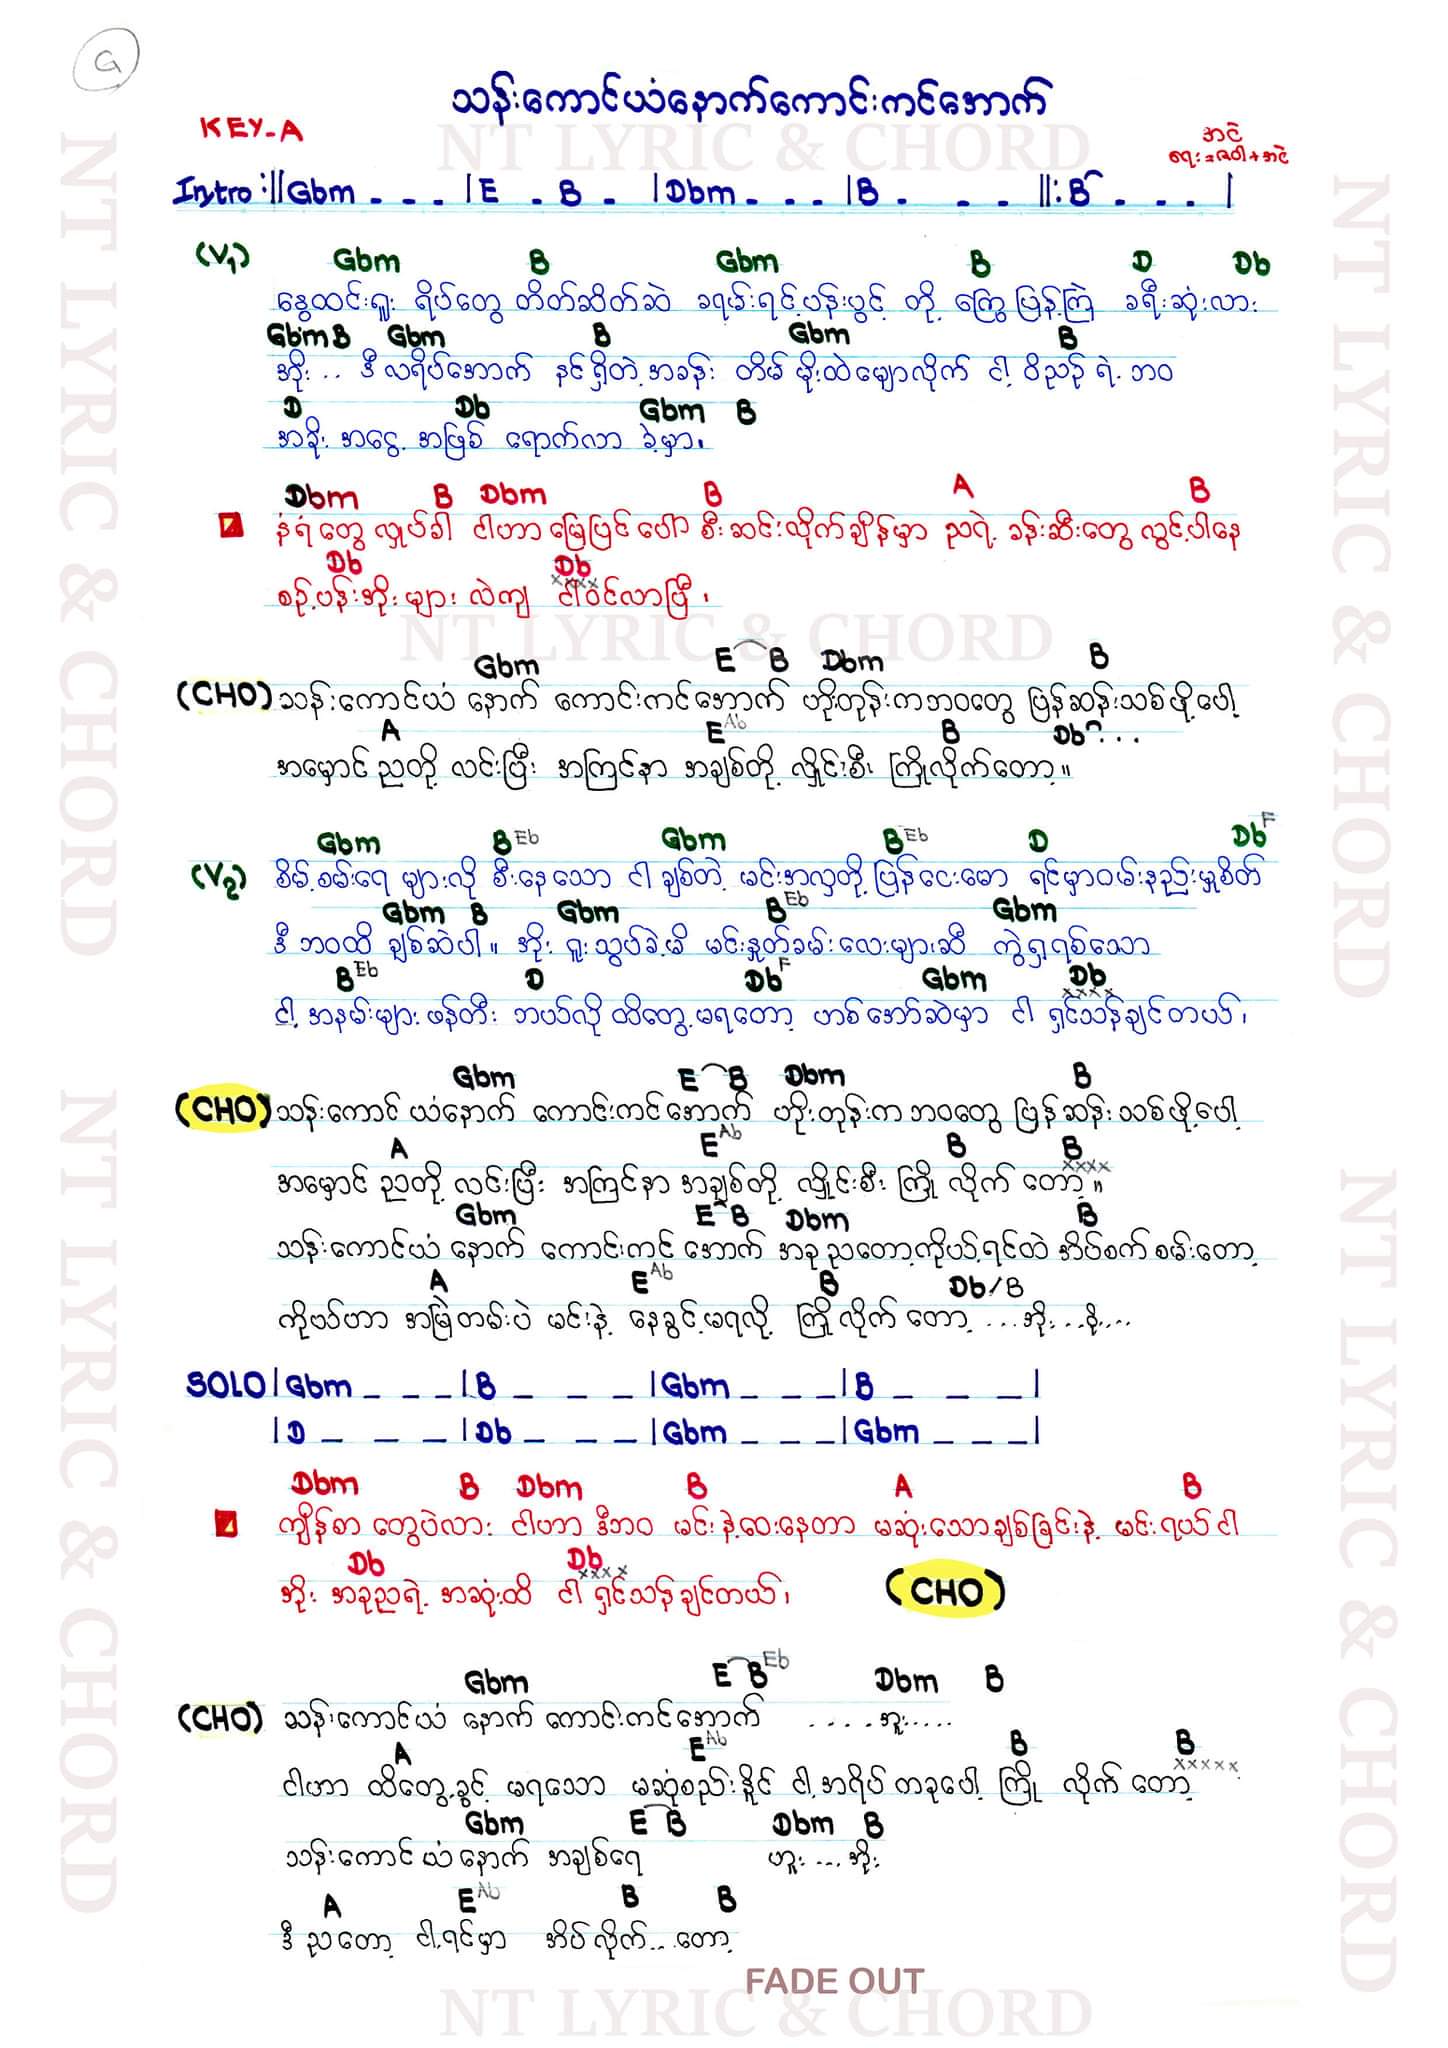 G
သန်းကောင်ယံနောက်ကောင်းကင်အောက်
KEY-A
အငဲ
ရေး = ဒဝါ + အငဲ
Intro :||Gbm - - - |E - B - |Dbm - - - |B - - - ||: B - - - |
(V1) Gbm B Gbm B D Db
နွေထင်းရှူး ရိပ်တွေ တိတ်ဆိတ်ဆဲ ခရမ်းရင့်ပန်းပွင့် တို့ ကြွေပြန့်ကြဲ ခရီးဆုံးလား
Gbm B Gbm B Gbm B
အိုး .. ဒီလရိပ်အောက် နင်ရှိတဲ့အခန်း တိမ်မိုးထဲမျောလိုက် ငါ့ ဝိညဉ် ရဲ့ ဘဝ
D Db Gbm B
အခိုး အငွေ့ အဖြစ် ရောက်လာ ခဲ့မှာ၊
Dbm B Dbm B A B
နံရံတွေ လှုပ်ခါ ငါဟာ မြေပြင်ပေါ် စီးဆင်းလိုက်ချိန်မှာ ညရဲ့ ခန်းဆီးတွေ လွင့်ပါနေ
Db Db
xxxx
စဉ့်ပန်းအိုးများ လဲကျ ငါဝင်လာပြီ၊
Gbm E B Dbm B
(CHO) သန်းကောင်ယံ နောက် ကောင်းကင်အောက် ဟိုးတုန်းကဘဝတွေ ပြန်ဆန်းသစ်ဖို့ပေါ့
A E Ab B Db ...
အမှောင်ညတို့ လင်းပြီး အကြင်နာ အချစ်တို့ လှိုင်းစီး ကြိုလိုက်တော့။
Gbm B Eb Gbm B Eb D Db F
(V2) စိမ့်စမ်းရေ များလို စီးနေသော ငါချစ်တဲ့ မင်းအလှတို့ ပြန်ငေးမော ရင်မှာဝမ်းနည်းမှုစိတ်
Gbm B Gbm B Eb Gbm
ဒီဘဝထိ ချစ်ဆဲပါ။ အိုး ရူးသွပ်ခဲ့မိ မင်းနှုတ်ခမ်းလေးများဆီ ကွဲရှရစ်သော
B Eb D Db F Gbm Db
xxxx
ငါ့ အနမ်းများ ဖန်တီး ဘယ်လို ထိတွေ့မရတော့ ဟစ်အော်ဆဲမှာ ငါ ရှင်သန်ချင်တယ်၊
Gbm E B Dbm B
(CHO) သန်းကောင်ယံနောက် ကောင်းကင်အောက် ဟိုးတုန်းက ဘဝတွေ ပြန်ဆန်းသစ်ဖို့ပေါ့
A E Ab B B
xxxx
အမှောင်ညတို့ လင်းပြီး အကြင်နာ အချစ်တို့ လှိုင်းစီး ကြို လိုက် တော့။
Gbm E B Dbm B
သန်းကောင်ယံ နောက် ကောင်းကင် အောက် အခုညတော့ကိုယ့်ရင်ထဲ အိပ်စက်စမ်းတော့
A E Ab B Db/B
ကိုယ်ဟာ အမြဲတမ်းပဲ မင်းနဲ့ နေခွင့်မရလို့ ကြိုလိုက် တော့ ...အိုး...နို....
SOLO |Gbm - - - |B - - - |Gbm - - - |B - - - |
|D - - - |Db - - - |Gbm - - - |Gbm - - - |
Dbm B Dbm B A B
ကျိန်စာ တွေပဲလား ငါဟာ ဒီဘဝ မင်းနဲ့ဝေးနေတာ မဆုံးသောချစ်ခြင်းနဲ့ မင်းရယ်ငါ
Db Db
xxxx
အိုး အခုညရဲ့ အဆုံးထိ ငါ ရှင်သန်ချင်တယ်၊ (CHO)
Gbm E B Eb Dbm B
(CHO) သန်းကောင်ယံ နောက် ကောင်းကင်အောက် ....အူး.....
A E Ab B B
xxxxx
ငါဟာ ထိတွေ့ခွင့် မရသော မဆုံစည်းနိုင် ငါ့အရိပ် တခုပေါ့ ကြို လိုက် တော့
Gbm E B Dbm B
သန်းကောင်ယံနောက် အချစ်ရေ ဟူး...အိုး
A E Ab B B
ဒီညတော့ ငါ့ရင်မှာ အိပ်လိုက်...တော့
FADE OUT
NT LYRIC & CHORD
NT LYRIC & CHORD
NT LYRIC & CHORD
NT LYRIC & CHORD
NT LYRIC & CHORD
NT LYRIC & CHORD
NT LYRIC & CHORD